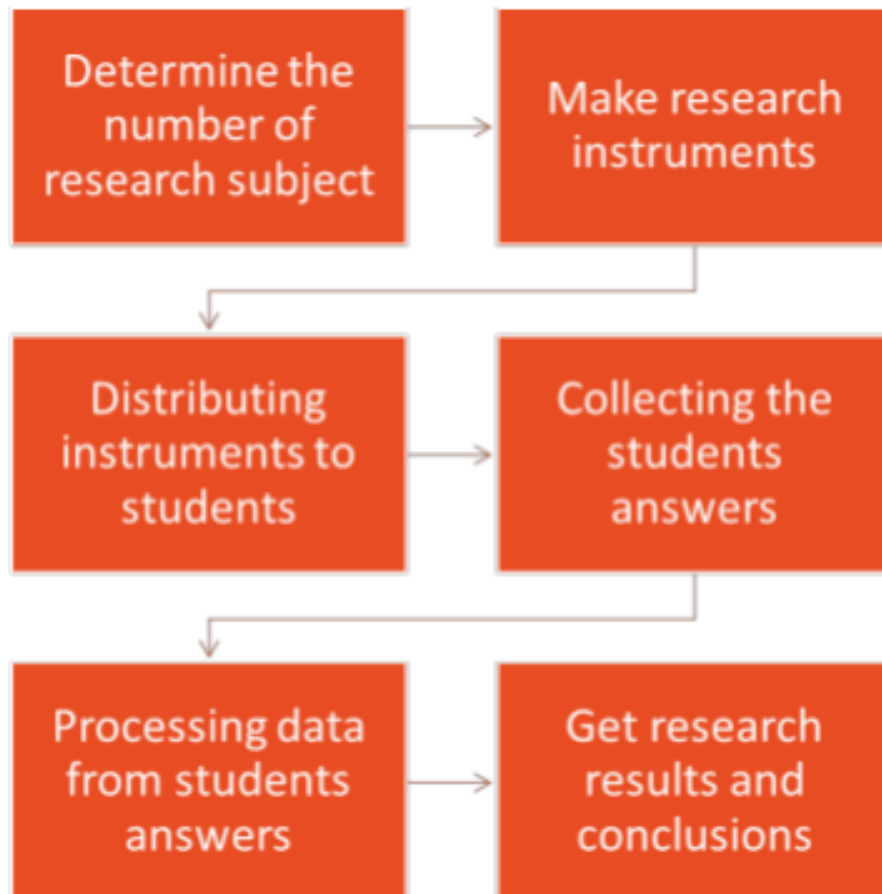 Determine the
number of
research subject
Make research
instruments
Distributing
instruments to
students
Collecting the
students
answers
Processing data
from students
answers
Get research
results and
conclusions